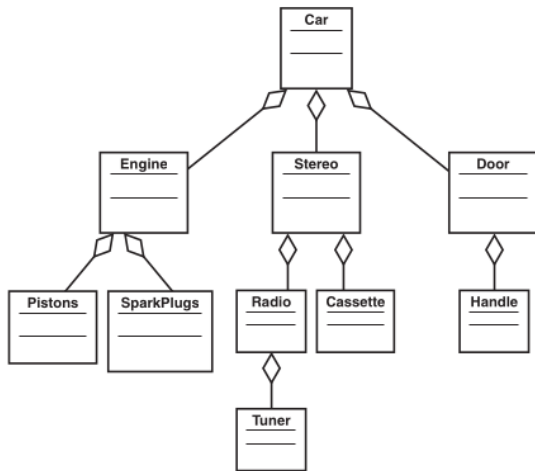 Car
Engine
Stereo
Door
Pistons
SparkPlugs
Radio
Cassette
Handle
Tuner